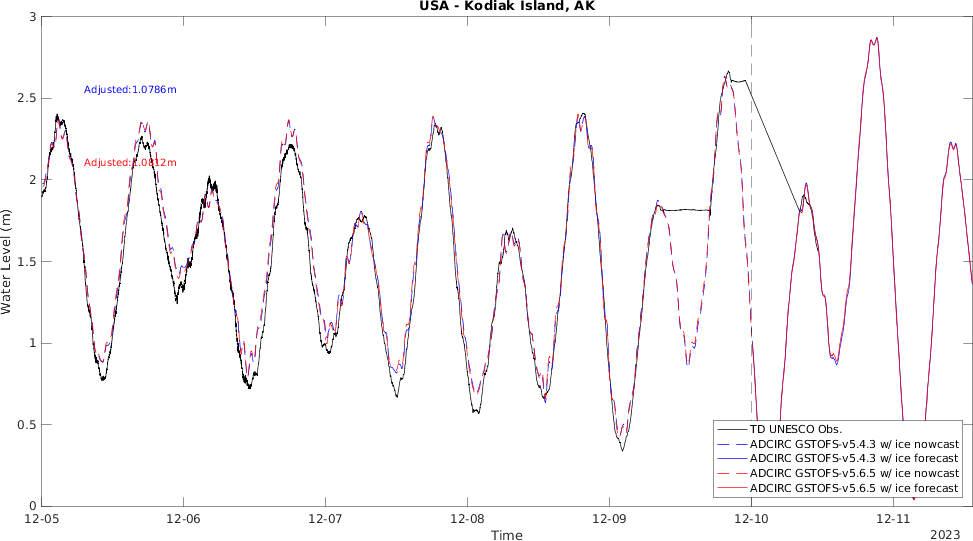 USA - Kodiak Island, AK
Water Level (m)
3
2.5
2
1.5
1
0.5
0
Adjusted:1.0786m
Adjusted:1.0812m
TD UNESCO Obs.
ADCIRC GSTOFS-v5.4.3 w/ ice nowcast
ADCIRC GSTOFS-v5.4.3 w/ ice forecast
ADCIRC GSTOFS-v5.6.5 w/ ice nowcast
ADCIRC GSTOFS-v5.6.5 w/ ice forecast
12-05 12-06 12-07 12-08 12-09 12-10 12-11
Time
2023